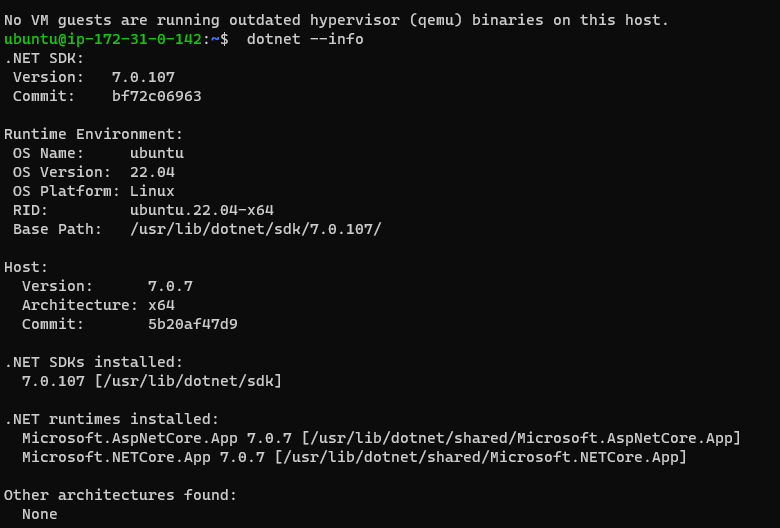 No VM guests are running outdated hypervisor (qemu) binaries on this host.
ubuntu@ip-172-31-0-142:~$  dotnet --info
.NET SDK:
 Version:   7.0.107
 Commit:    bf72c06963

Runtime Environment:
 OS Name:     ubuntu
 OS Version:  22.04
 OS Platform: Linux
 RID:         ubuntu.22.04-x64
 Base Path:   /usr/lib/dotnet/sdk/7.0.107/

Host:
  Version:      7.0.7
  Architecture: x64
  Commit:       5b20af47d9

.NET SDKs installed:
  7.0.107 [/usr/lib/dotnet/sdk]

.NET runtimes installed:
  Microsoft.AspNetCore.App 7.0.7 [/usr/lib/dotnet/shared/Microsoft.AspNetCore.App]
  Microsoft.NETCore.App 7.0.7 [/usr/lib/dotnet/shared/Microsoft.NETCore.App]

Other architectures found:
  None